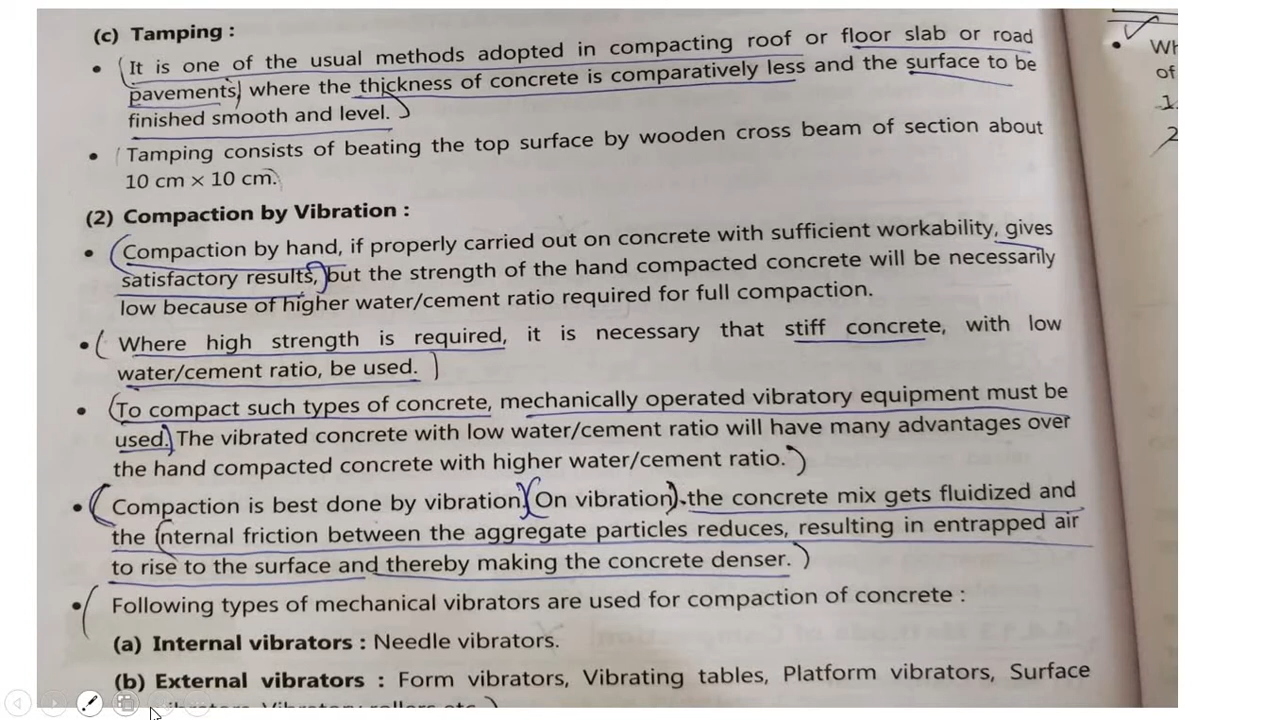 (c) Tamping :
• It is one of the usual methods adopted in compacting roof or floor slab or road
pavements, where the thickness of concrete is comparatively less and the surface to be
finished smooth and level.
• Tamping consists of beating the top surface by wooden cross beam of section about
10 cm × 10 cm.
(2) Compaction by Vibration :
• Compaction by hand, if properly carried out on concrete with sufficient workability, gives
satisfactory results, but the strength of the hand compacted concrete will be necessarily
low because of higher water/cement ratio required for full compaction.
• Where high strength is required, it is necessary that stiff concrete, with low
water/cement ratio, be used.
• To compact such types of concrete, mechanically operated vibratory equipment must be
used. The vibrated concrete with low water/cement ratio will have many advantages over
the hand compacted concrete with higher water/cement ratio.
• Compaction is best done by vibration. On vibration, the concrete mix gets fluidized and
the internal friction between the aggregate particles reduces, resulting in entrapped air
to rise to the surface and thereby making the concrete denser.
• Following types of mechanical vibrators are used for compaction of concrete :
(a) Internal vibrators : Needle vibrators.
(b) External vibrators : Form vibrators, Vibrating tables, Platform vibrators, Surface
• Wh
of
1.
2